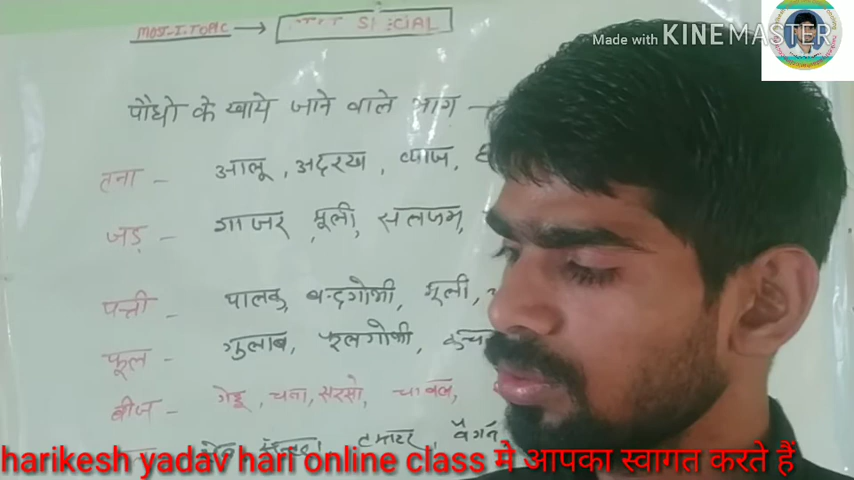 Made with KINEMASTER
MOST-I-TOPIC →
पौधो के खाये जाने वाले भाग -
तना - आलू, अदरख, प्याज,
जड़ - गाजर, मूली, सलजम,
पत्ती - पालक, बन्दगोभी, मूली,
फूल - गुलाब, फूलगोभी,
बीज - गेहू, चना, सरसो, चावल,
टमाटर, बैगन
harikesh yadav hari online class मे आपका स्वागत करते हैं